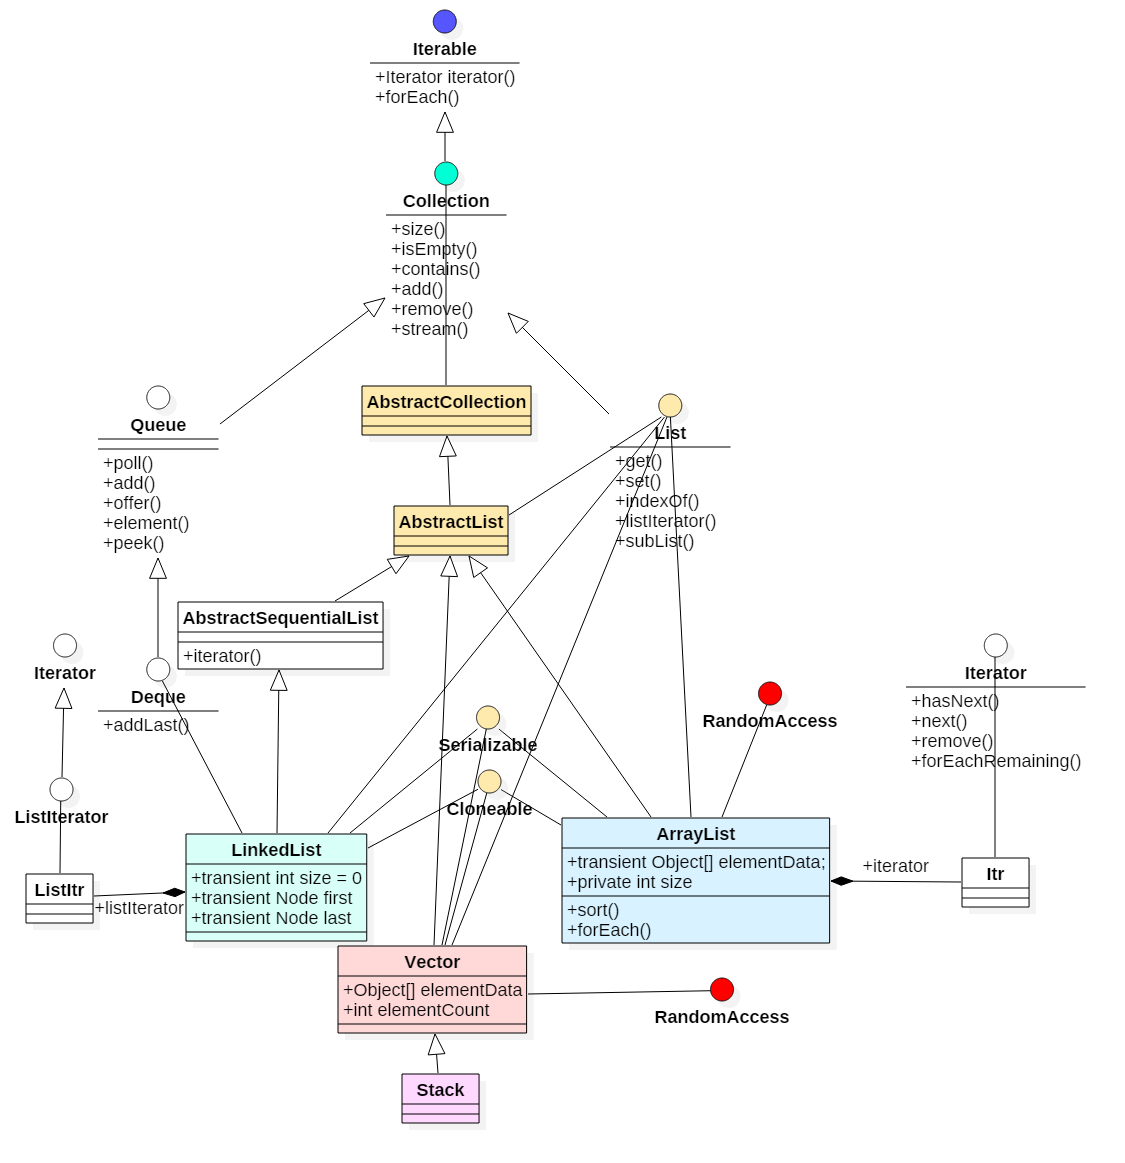 Iterable
+Iterator iterator()
+forEach()
Collection
+size()
+isEmpty()
+contains()
+add()
+remove()
+stream()
Queue
+poll()
+add()
+offer()
+element()
+peek()
AbstractCollection
List
+get()
+set()
+indexOf()
+listIterator()
+subList()
AbstractList
AbstractSequentialList
+iterator()
Iterator
Deque
+addLast()
Iterator
+hasNext()
+next()
+remove()
+forEachRemaining()
RandomAccess
Serializable
Cloneable
ListIterator
LinkedList
+transient int size = 0
+transient Node first
+transient Node last
ArrayList
+transient Object[] elementData;
+private int size
+sort()
+forEach()
+iterator
Itr
ListItr
+listIterator
Vector
+Object[] elementData
+int elementCount
RandomAccess
Stack